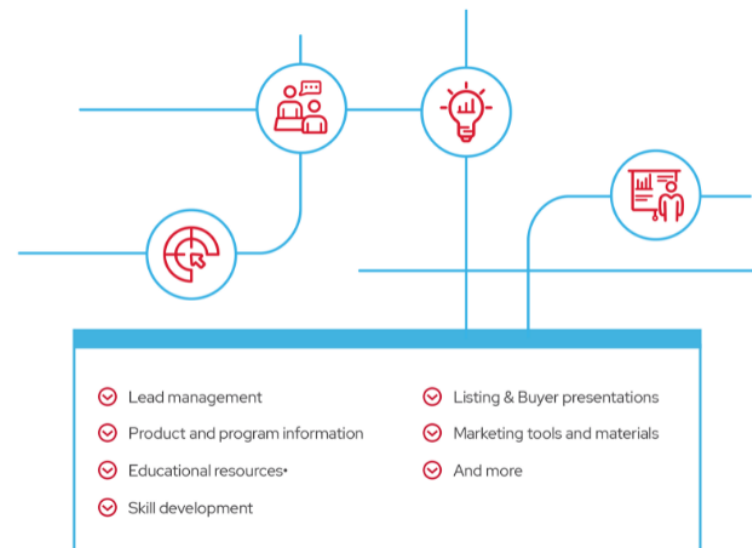 Lead management
Product and program information
Educational resources•
Skill development
Listing & Buyer presentations
Marketing tools and materials
And more